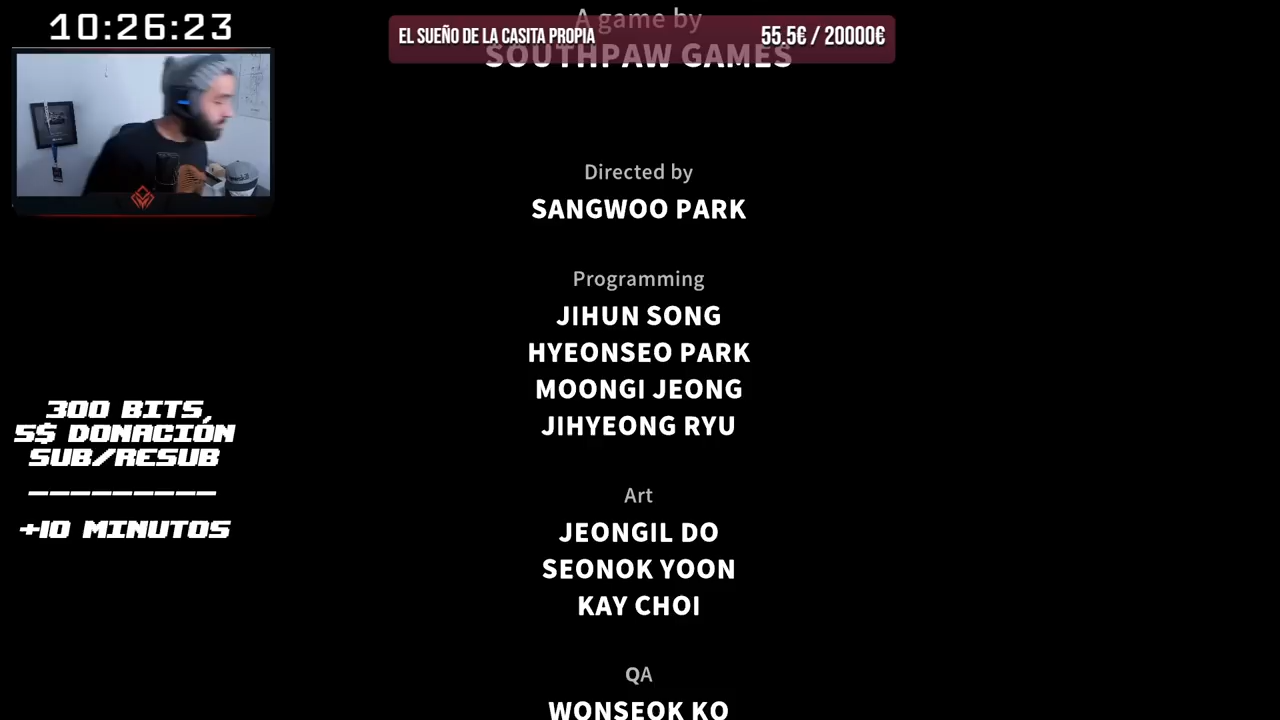 10:26:23
A game by
EL SUEÑO DE LA CASITA PROPIA
55.5€ / 20000€
SOUTHPAW GAMES
Directed by
SANGWOO PARK
Programming
JIHUN SONG
HYEONSEO PARK
MOONGI JEONG
JIHYEONG RYU
300 BITS,
5$ DONACIÓN
SUB/RESUB
---------
+10 MINUTOS
Art
JEONGIL DO
SEONOK YOON
KAY CHOI
QA
WONSEOK KO